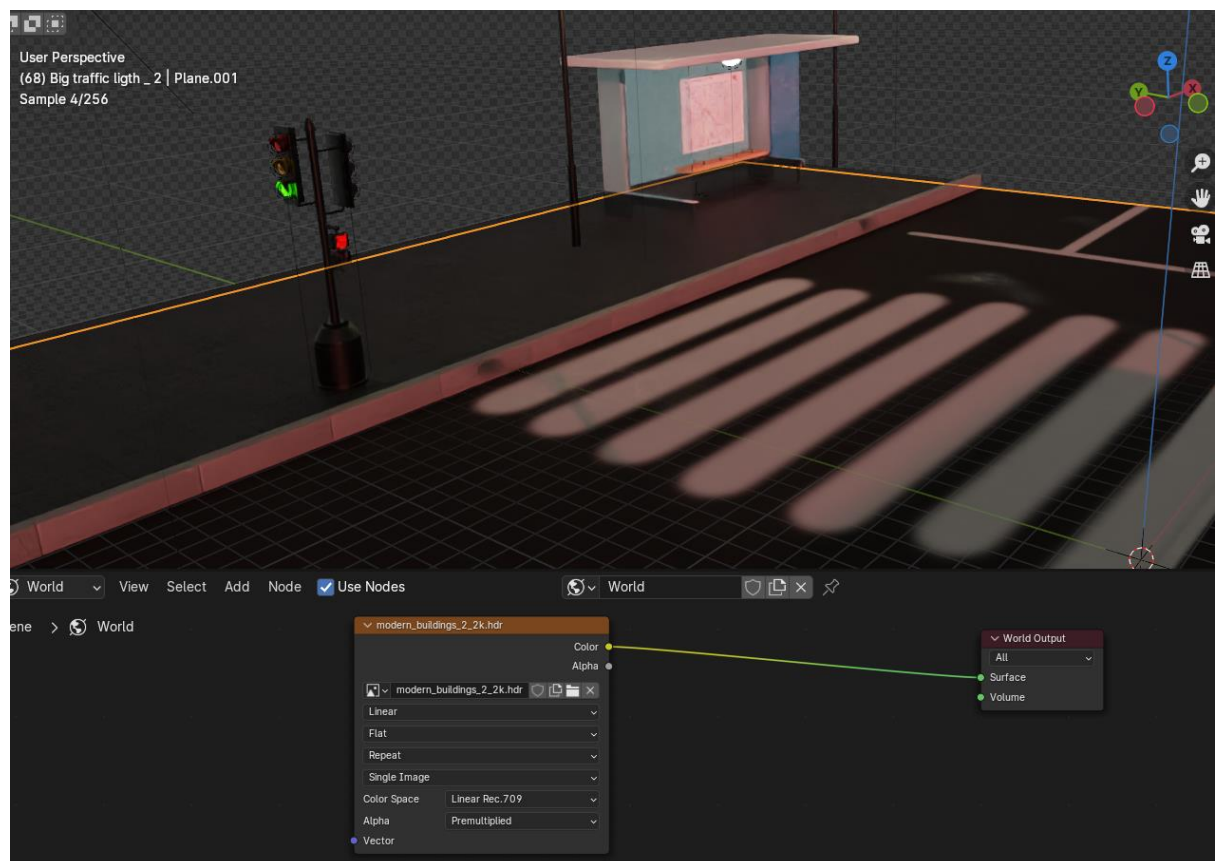 User Perspective
(68) Big traffic ligth _ 2 | Plane.001
Sample 4/256
Z
Y
X
World View Select Add Node Use Nodes World
ene > World
modern_buildings_2_2k.hdr
Color
Alpha
modern_buildings_2_2k.hdr
Linear
Flat
Repeat
Single Image
Color Space Linear Rec.709
Alpha Premultiplied
Vector
World Output
All
Surface
Volume